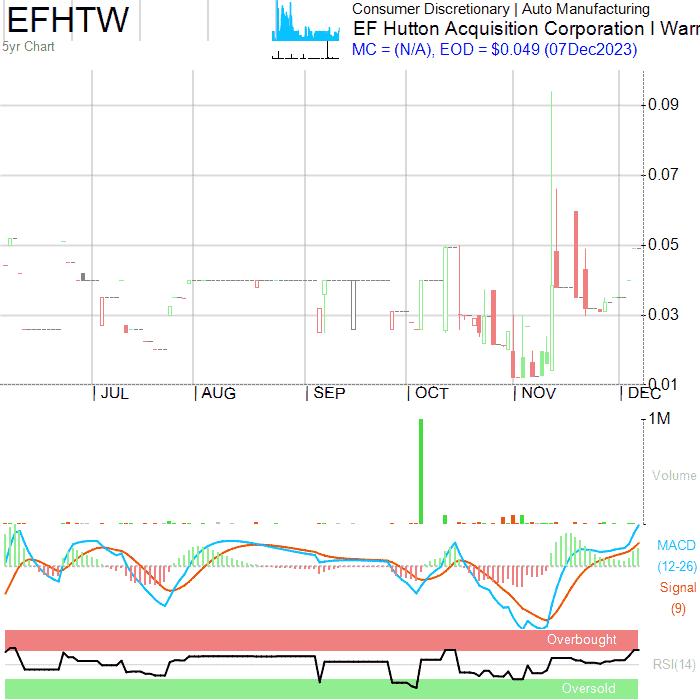 EFHTW
5yr Chart
Consumer Discretionary | Auto Manufacturing
EF Hutton Acquisition Corporation I Warr
MC = (N/A), EOD = $0.049 (07Dec2023)
0.09
0.07
0.05
0.03
0.01
JUL
AUG
SEP
OCT
NOV
DEC
1M
Volume
MACD
(12-26)
Signal
(9)
Overbought
RSI(14)
Oversold